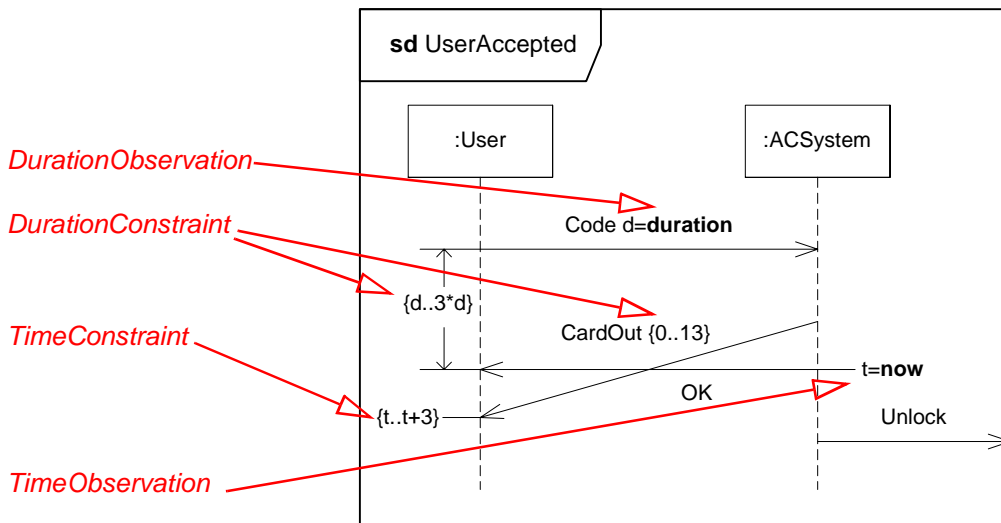 sd UserAccepted
:User
:ACSystem
DurationObservation
Code d=duration
DurationConstraint
{d..3*d}
CardOut {0..13}
TimeConstraint
t=now
OK
{t..t+3}
Unlock
TimeObservation